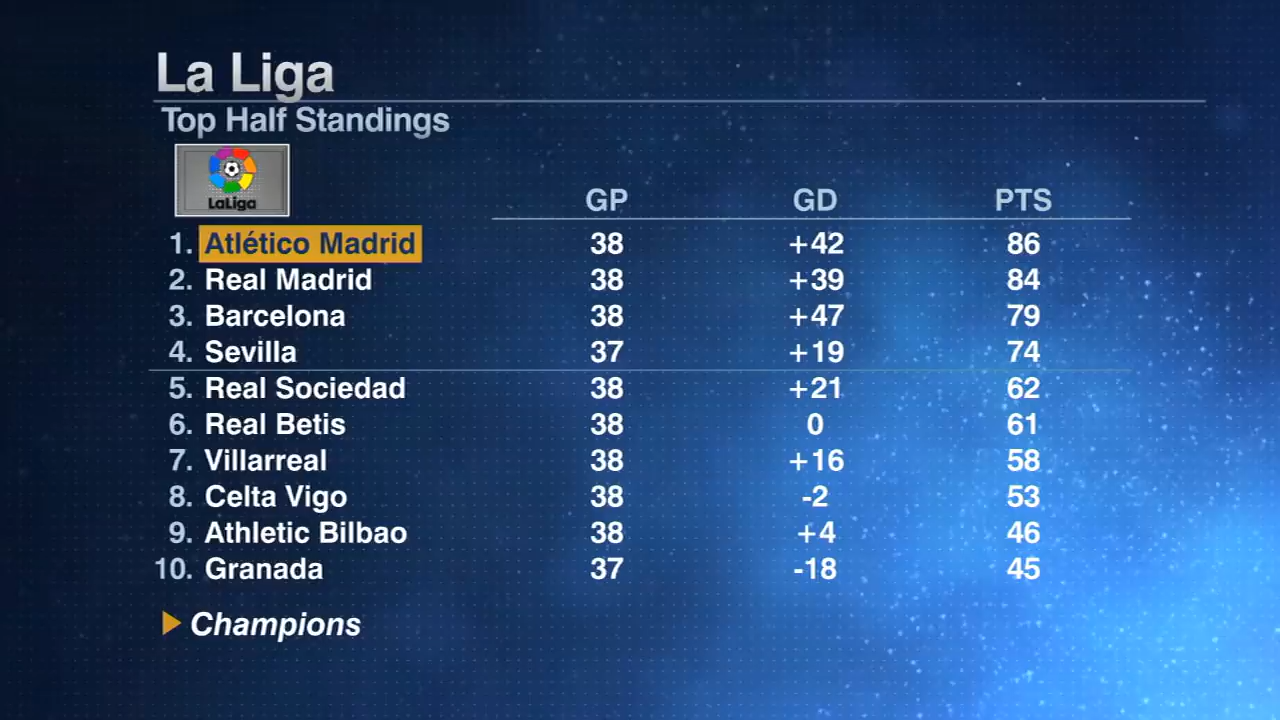 La Liga
Top Half Standings
LaLiga
GP GD PTS
1. Atlético Madrid 38 +42 86
2. Real Madrid 38 +39 84
3. Barcelona 38 +47 79
4. Sevilla 37 +19 74
5. Real Sociedad 38 +21 62
6. Real Betis 38 0 61
7. Villarreal 38 +16 58
8. Celta Vigo 38 -2 53
9. Athletic Bilbao 38 +4 46
10. Granada 37 -18 45
Champions